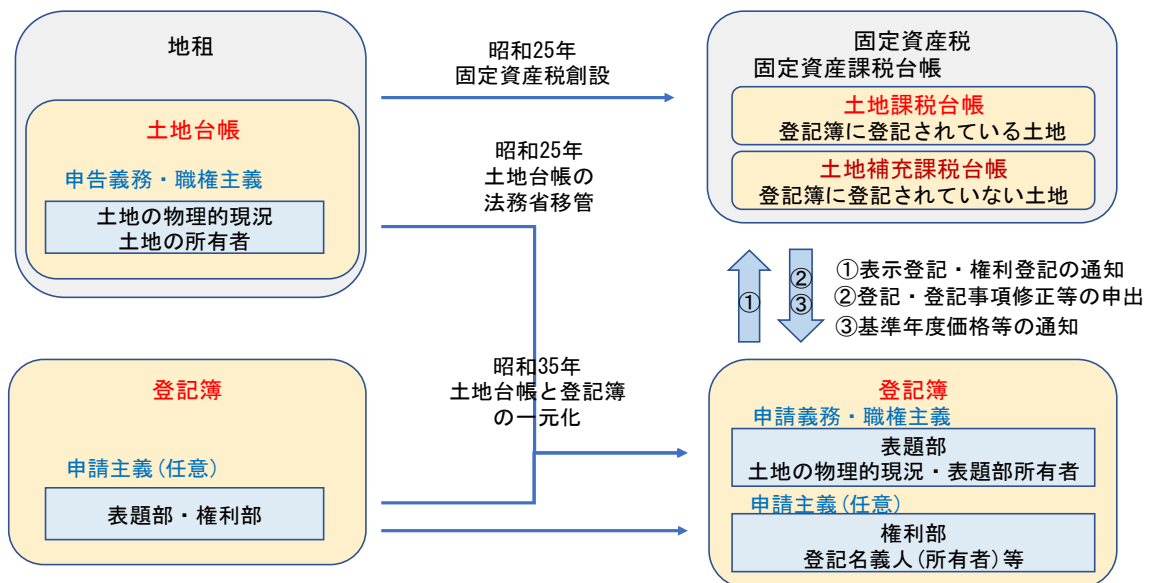 地租
土地台帳
申告義務・職権主義
土地の物理的現況
土地の所有者
昭和25年
固定資産税創設
昭和25年
土地台帳の
法務省移管
固定資産税
固定資産課税台帳
土地課税台帳
登記簿に登記されている土地
土地補充課税台帳
登記簿に登記されていない土地
①
②
③
①表示登記・権利登記の通知
②登記・登記事項修正等の申出
③基準年度価格等の通知
登記簿
申請主義(任意)
表題部・権利部
昭和35年
土地台帳と登記簿
の一元化
登記簿
申請義務・職権主義
表題部
土地の物理的現況・表題部所有者
申請主義(任意)
権利部
登記名義人(所有者)等